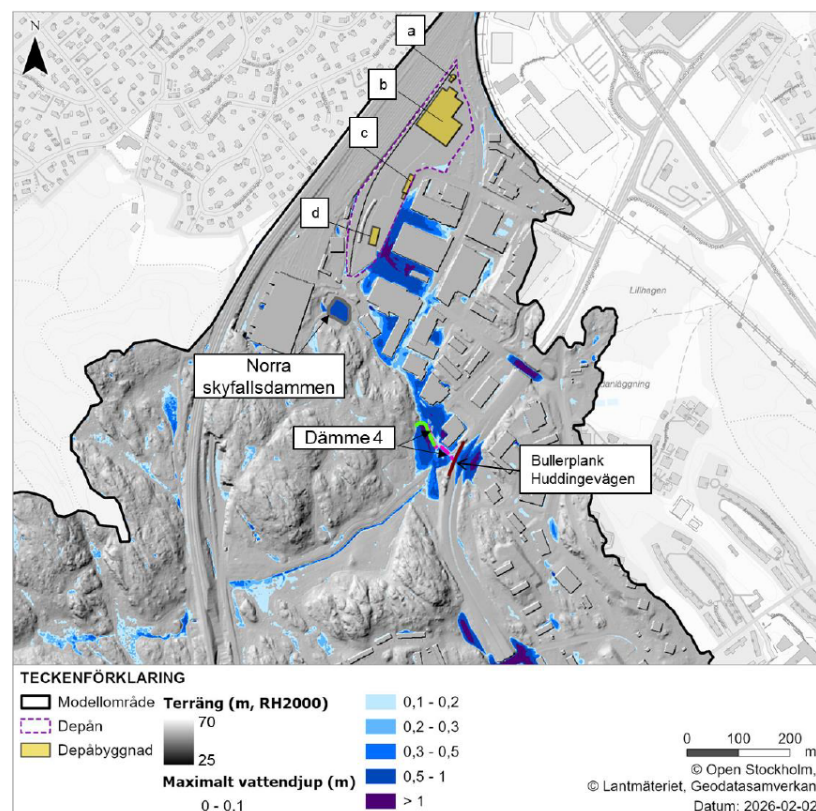 N
a
b
c
d
Lillhagen
Norra
skyfallsdammen
danläggning
Dämme 4
Bullerplank
Huddingevägen
TECKENFÖRKLARING
Modellområde
Depån
Depåbyggnad
Terräng (m, RH2000)
70
25
Maximalt vattendjup (m)
0 - 0,1
0,1 - 0,2
0,2 - 0,3
0,3 - 0,5
0,5 - 1
> 1
0 100 200
m
© Open Stockholm,
© Lantmäteriet, Geodatasamverkan
Datum: 2026-02-02